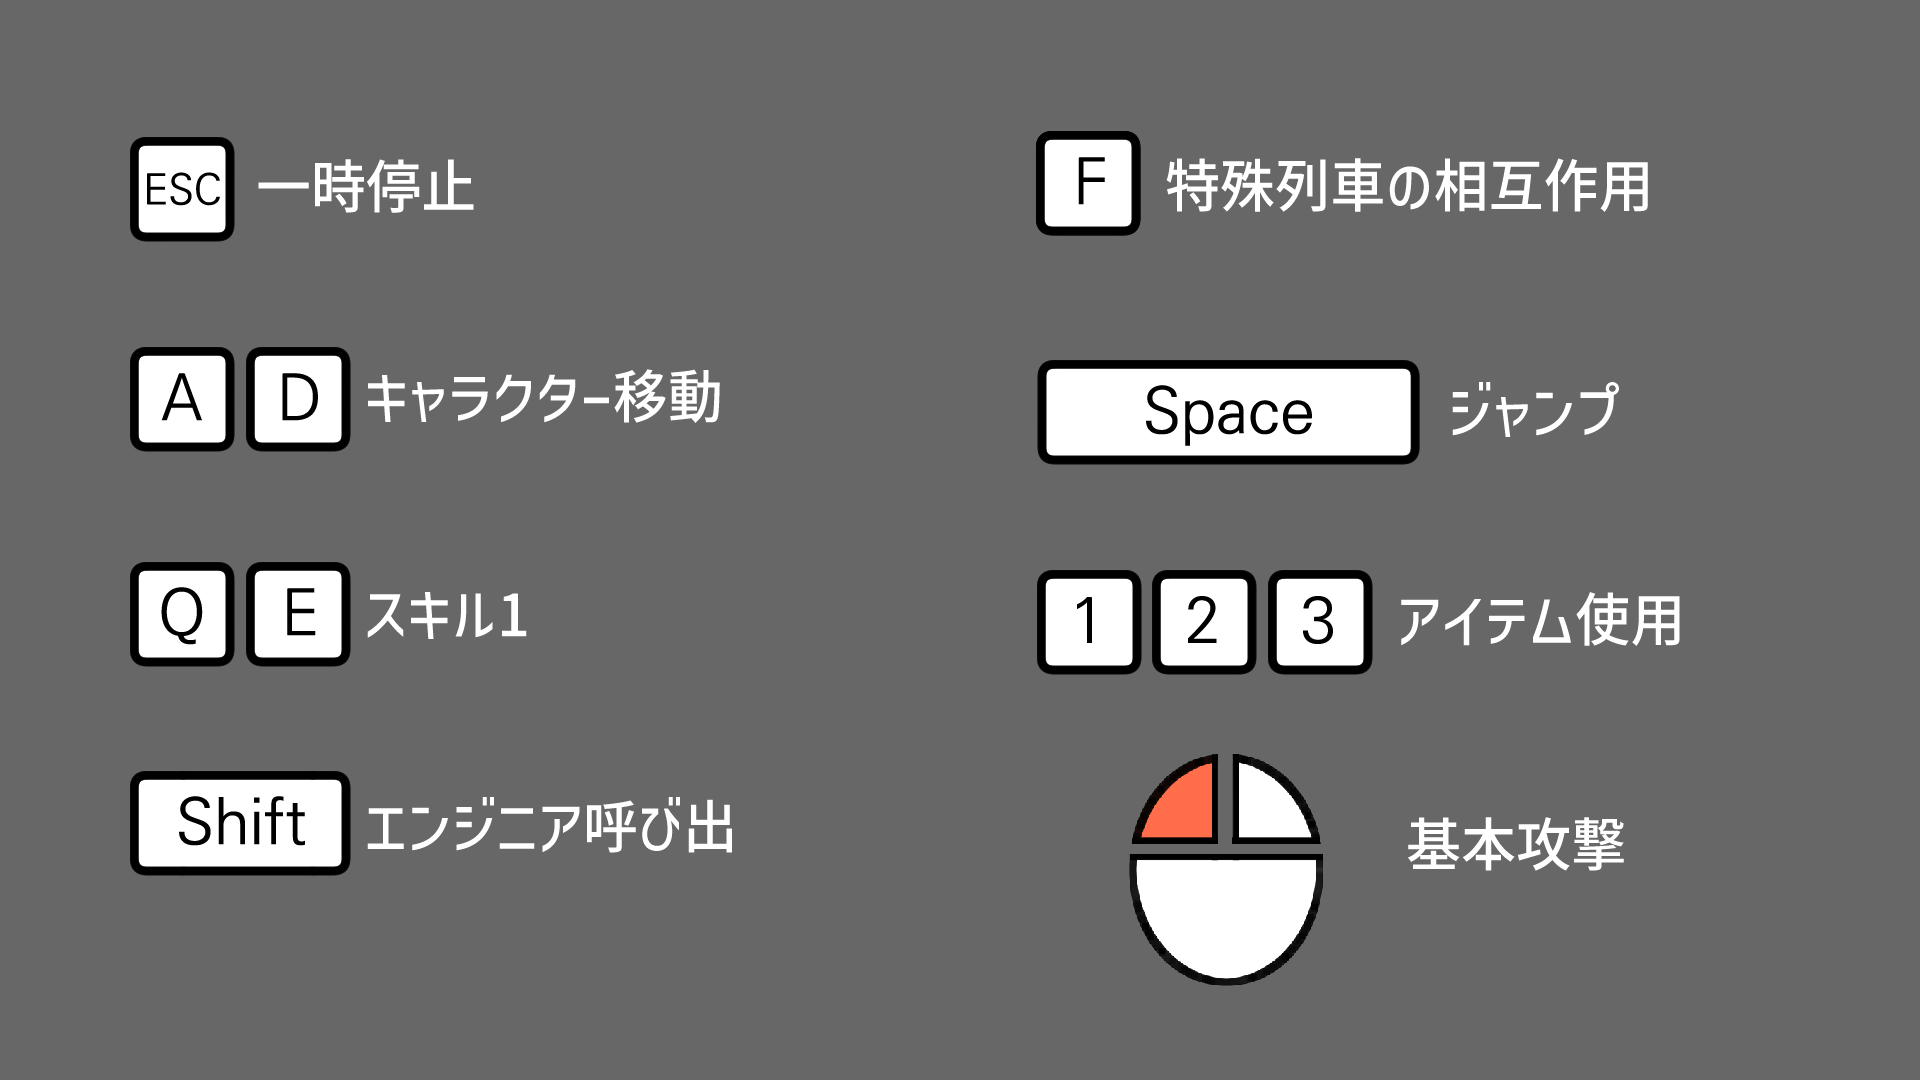 ESC 一時停止
A D キャラクター移動
Q E スキル1
Shift エンジニア呼び出
F 特殊列車の相互作用
Space ジャンプ
1 2 3 アイテム使用
基本攻撃